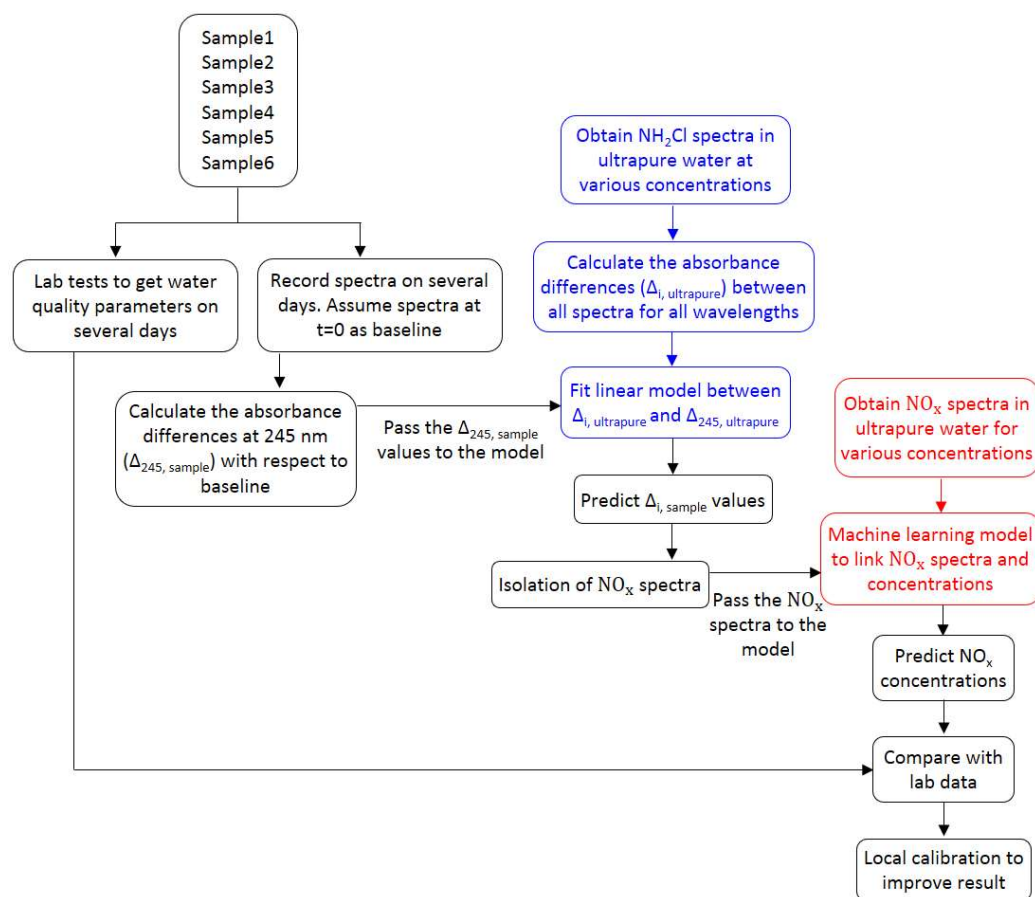 Sample1
Sample2
Sample3
Sample4
Sample5
Sample6
Obtain NH₂Cl spectra in
ultrapure water at
various concentrations
Lab tests to get water
quality parameters on
several days
Record spectra on several
days. Assume spectra at
t=0 as baseline
Calculate the absorbance
differences (Δi, ultrapure) between
all spectra for all wavelengths
Calculate the absorbance
differences at 245 nm
(Δ245, sample) with respect to
baseline
Pass the Δ245, sample
values to the model
Fit linear model between
Δi, ultrapure and Δ245, ultrapure
Obtain NOx spectra in
ultrapure water for
various concentrations
Predict Δi, sample values
Isolation of NOx spectra
Pass the NOx
spectra to the
model
Machine learning model
to link NOx spectra and
concentrations
Predict NOx
concentrations
Compare with
lab data
Local calibration to
improve result